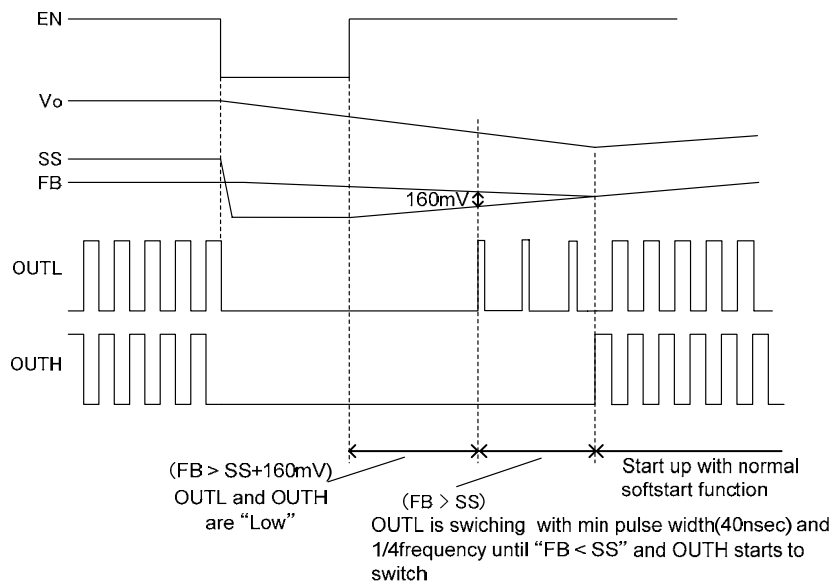 EN
Vo
SS
FB
160mV
OUTL
OUTH
(FB > SS+160mV)
OUTL and OUTH
are “Low”
(FB > SS)
OUTL is swiching with min pulse width(40nsec) and
1/4frequency until “FB < SS” and OUTH starts to
switch
Start up with normal
softstart function